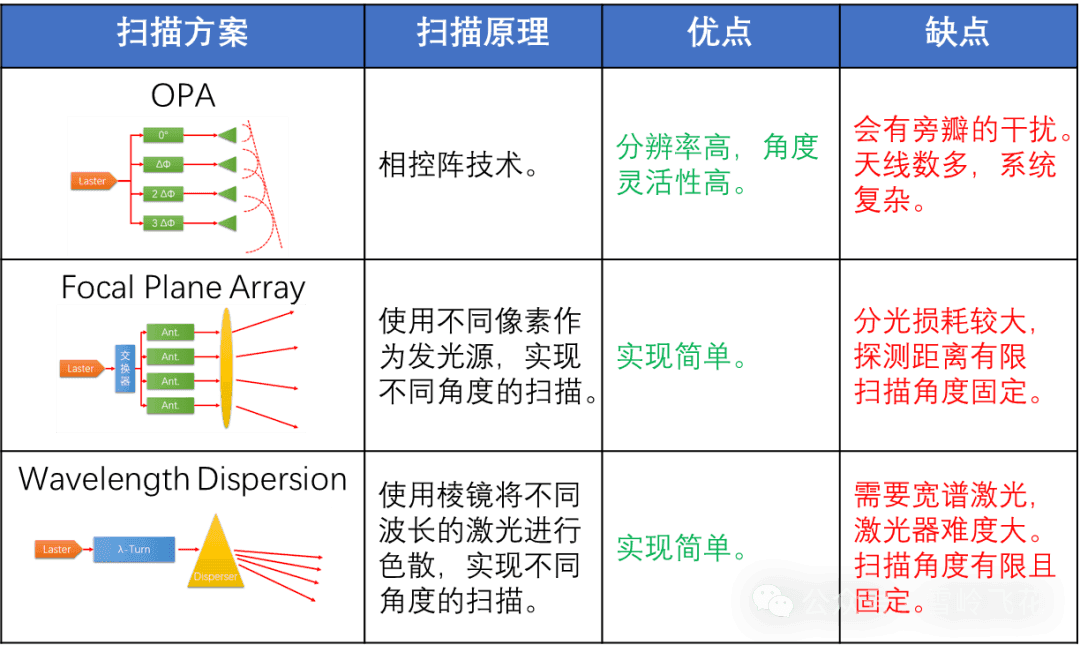 扫描方案
扫描原理
优点
缺点
OPA
Laster
0°
ΔΦ
2 ΔΦ
3 ΔΦ
相控阵技术。
分辨率高，角度
灵活性高。
会有旁瓣的干扰。
天线数多，系统
复杂。
Focal Plane Array
Laster
交
换
器
Ant.
Ant.
Ant.
Ant.
使用不同像素作
为发光源，实现
不同角度的扫描。
实现简单。
分光损耗较大，
探测距离有限
扫描角度固定。
Wavelength Dispersion
Laster
λ-Turn
Disperser
使用棱镜将不同
波长的激光进行
色散，实现不同
角度的扫描。
实现简单。
需要宽谱激光，
激光器难度大。
扫描角度有限且
固定。